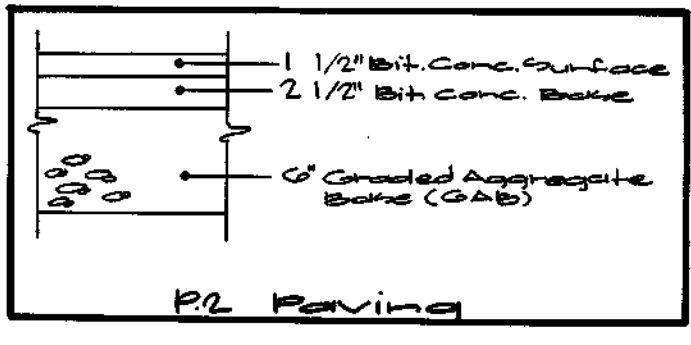 1 1/2" Bit. Conc. Surface
2 1/2" Bit. Conc. Base
6" Graded Aggregate
Base (GAB)
P.2 Paving